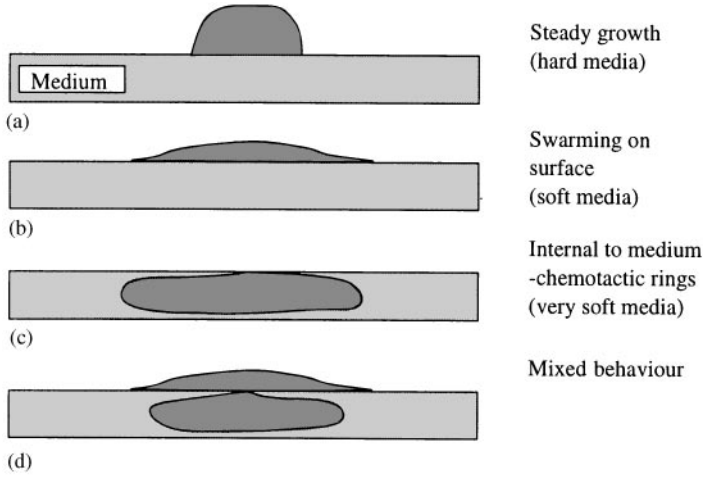 Steady growth
(hard media)
Medium
(a)
Swarming on
surface
(soft media)
(b)
Internal to medium
-chemotactic rings
(very soft media)
(c)
Mixed behaviour
(d)